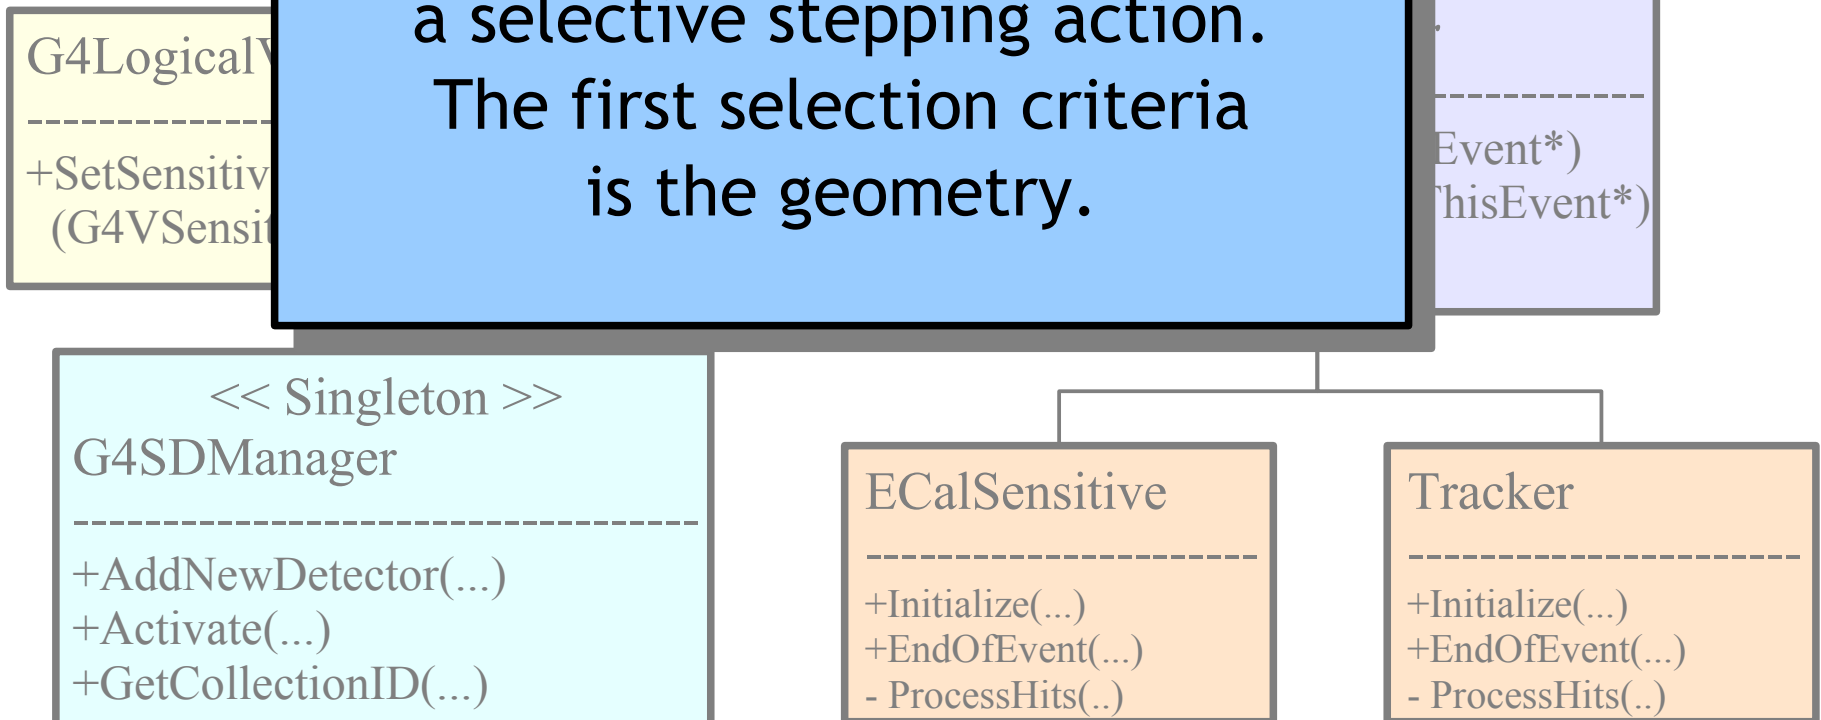 a selective stepping action.
The first selection criteria
is the geometry.
G4Logical
+SetSensitiv
(G4VSensit
Event*)
hisEvent*)
<< Singleton >>
G4SDManager
+AddNewDetector(...)
+Activate(...)
+GetCollectionID(...)
ECalSensitive
+Initialize(...)
+EndOfEvent(...)
- ProcessHits(..)
Tracker
+Initialize(...)
+EndOfEvent(...)
- ProcessHits(..)